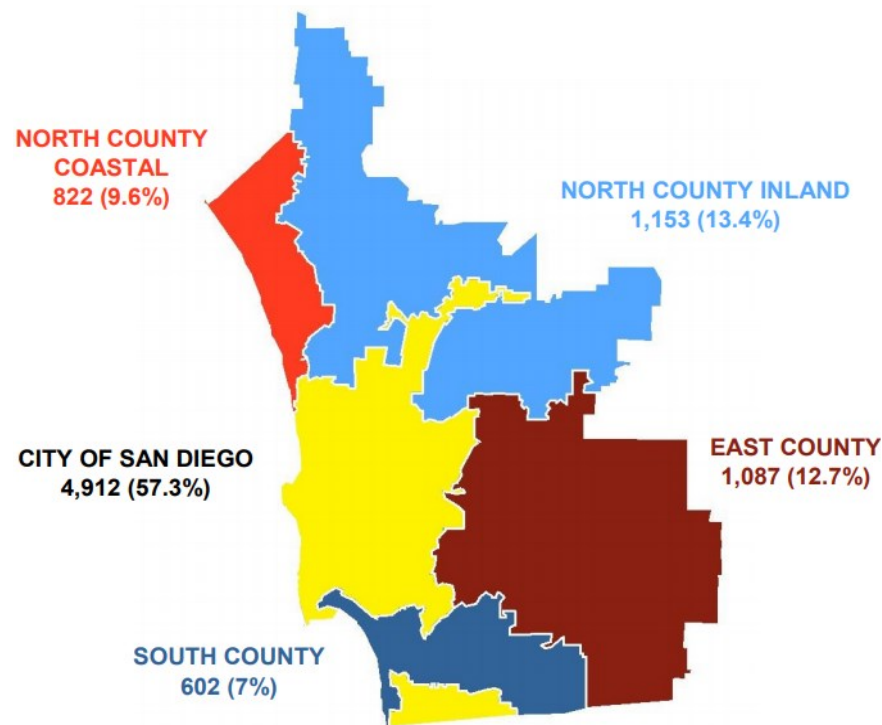 NORTH COUNTY
COASTAL
822 (9.6%)
NORTH COUNTY INLAND
1,153 (13.4%)
CITY OF SAN DIEGO
4,912 (57.3%)
EAST COUNTY
1,087 (12.7%)
SOUTH COUNTY
602 (7%)